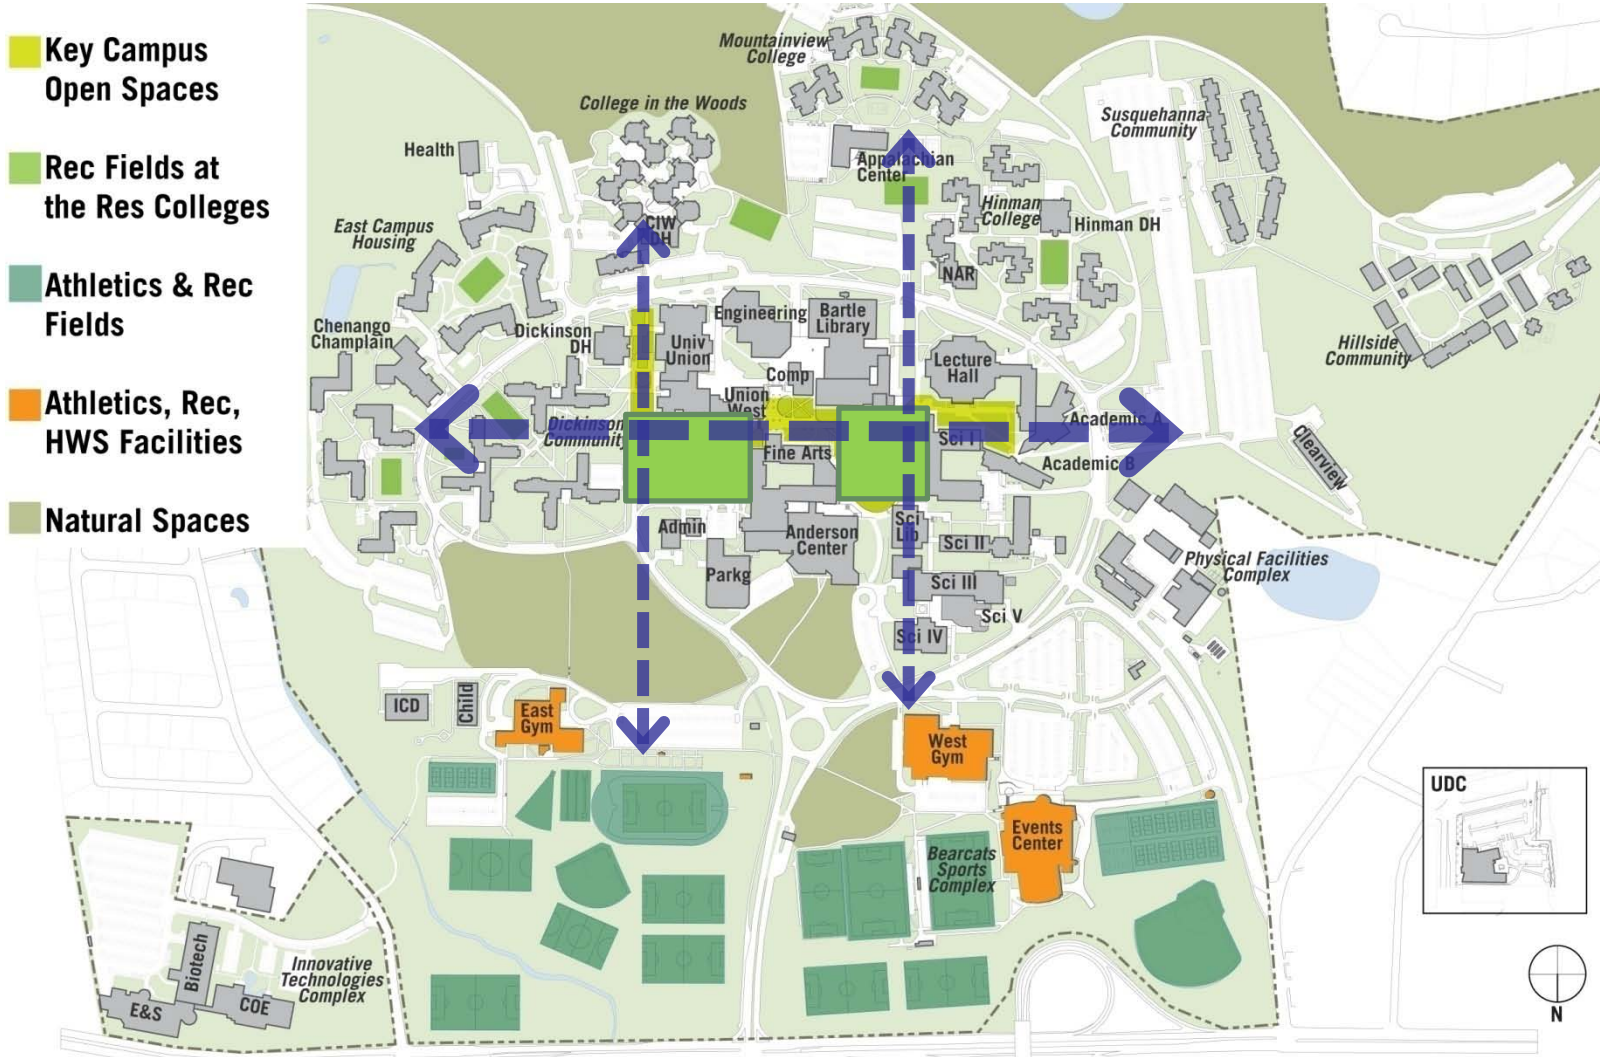 Key Campus
Open Spaces
Rec Fields at
the Res Colleges
Athletics & Rec
Fields
Athletics, Rec,
HWS Facilities
Natural Spaces
Mountainview
College
College in the Woods
Susquehanna
Community
Health
Appalachian
Center
East Campus
Housing
CIW
DH
Hinman
College
Hinman DH
NAR
Chenango
Champlain
Dickinson
DH
Univ
Union
Engineering
Bartle
Library
Lecture
Hall
Hillside
Community
Comp
Union
West
Dickinson
Community
Fine Arts
Sci I
Academic A
Academic B
Clearview
Admin
Anderson
Center
Sci
Lib
Sci II
Parkg
Sci III
Sci V
Sci IV
Physical Facilities
Complex
ICD
Child
East
Gym
West
Gym
Events
Center
Bearcats
Sports
Complex
UDC
Biotech
E&S
COE
Innovative
Technologies
Complex
N